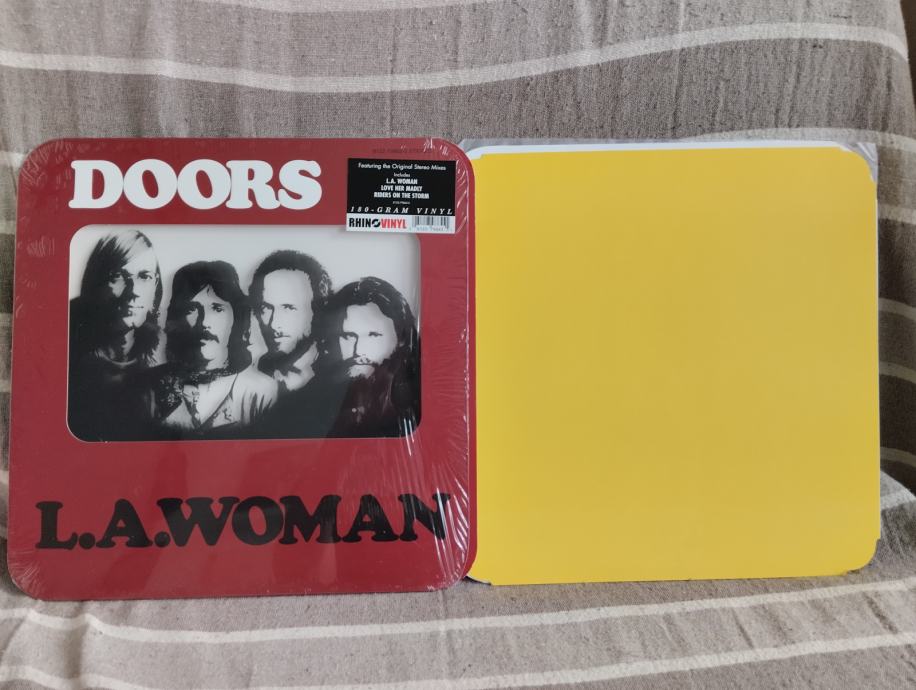 DOORS
Featuring the Original Stereo Mixes
Includes
L.A. WOMAN
LOVE HER MADLY
RIDERS ON THE STORM
180-GRAM VINYL
RHINO VINYL
L.A.WOMAN